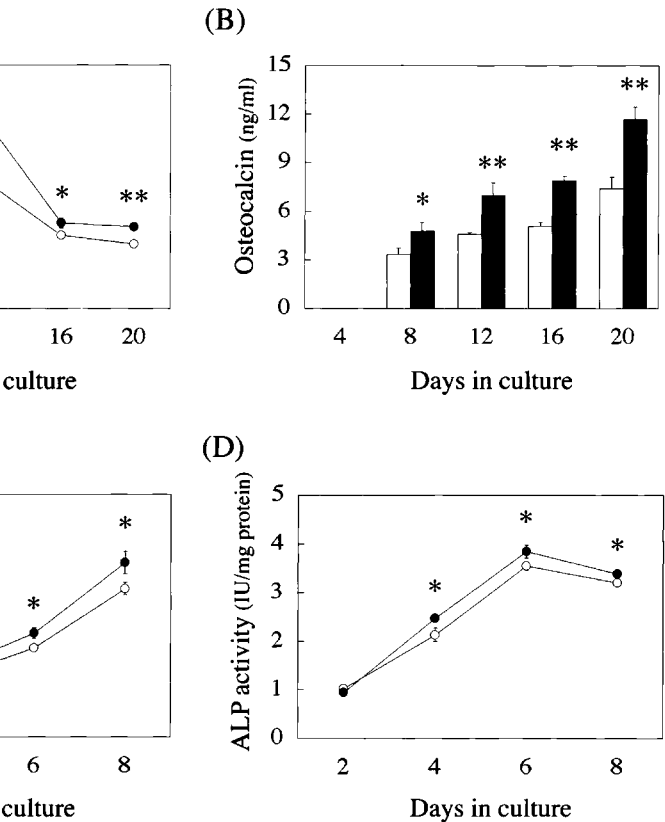 (B)
Osteocalcin (ng/ml)
15
12
9
6
3
0
*
**
**
**
4 8 12 16 20
Days in culture
*
**
16 20
culture
(D)
ALP activity (IU/mg protein)
5
4
3
2
1
0
*
*
*
2 4 6 8
Days in culture
*
*
6 8
culture